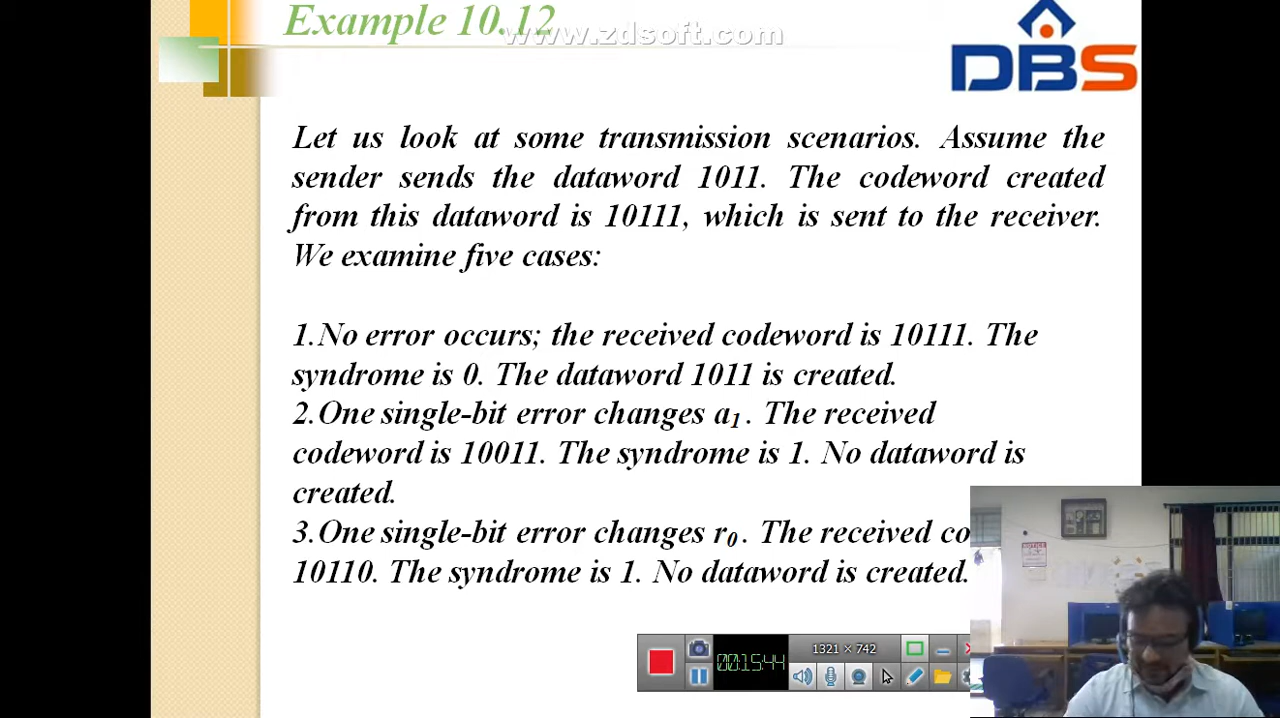 Example 10.12
www.zdsoft.com
DBS
Let us look at some transmission scenarios. Assume the
sender sends the dataword 1011. The codeword created
from this dataword is 10111, which is sent to the receiver.
We examine five cases:
1.No error occurs; the received codeword is 10111. The
syndrome is 0. The dataword 1011 is created.
2.One single-bit error changes a1 . The received
codeword is 10011. The syndrome is 1. No dataword is
created.
3.One single-bit error changes r0 . The received co
10110. The syndrome is 1. No dataword is created.
00:15:44
1321 × 742